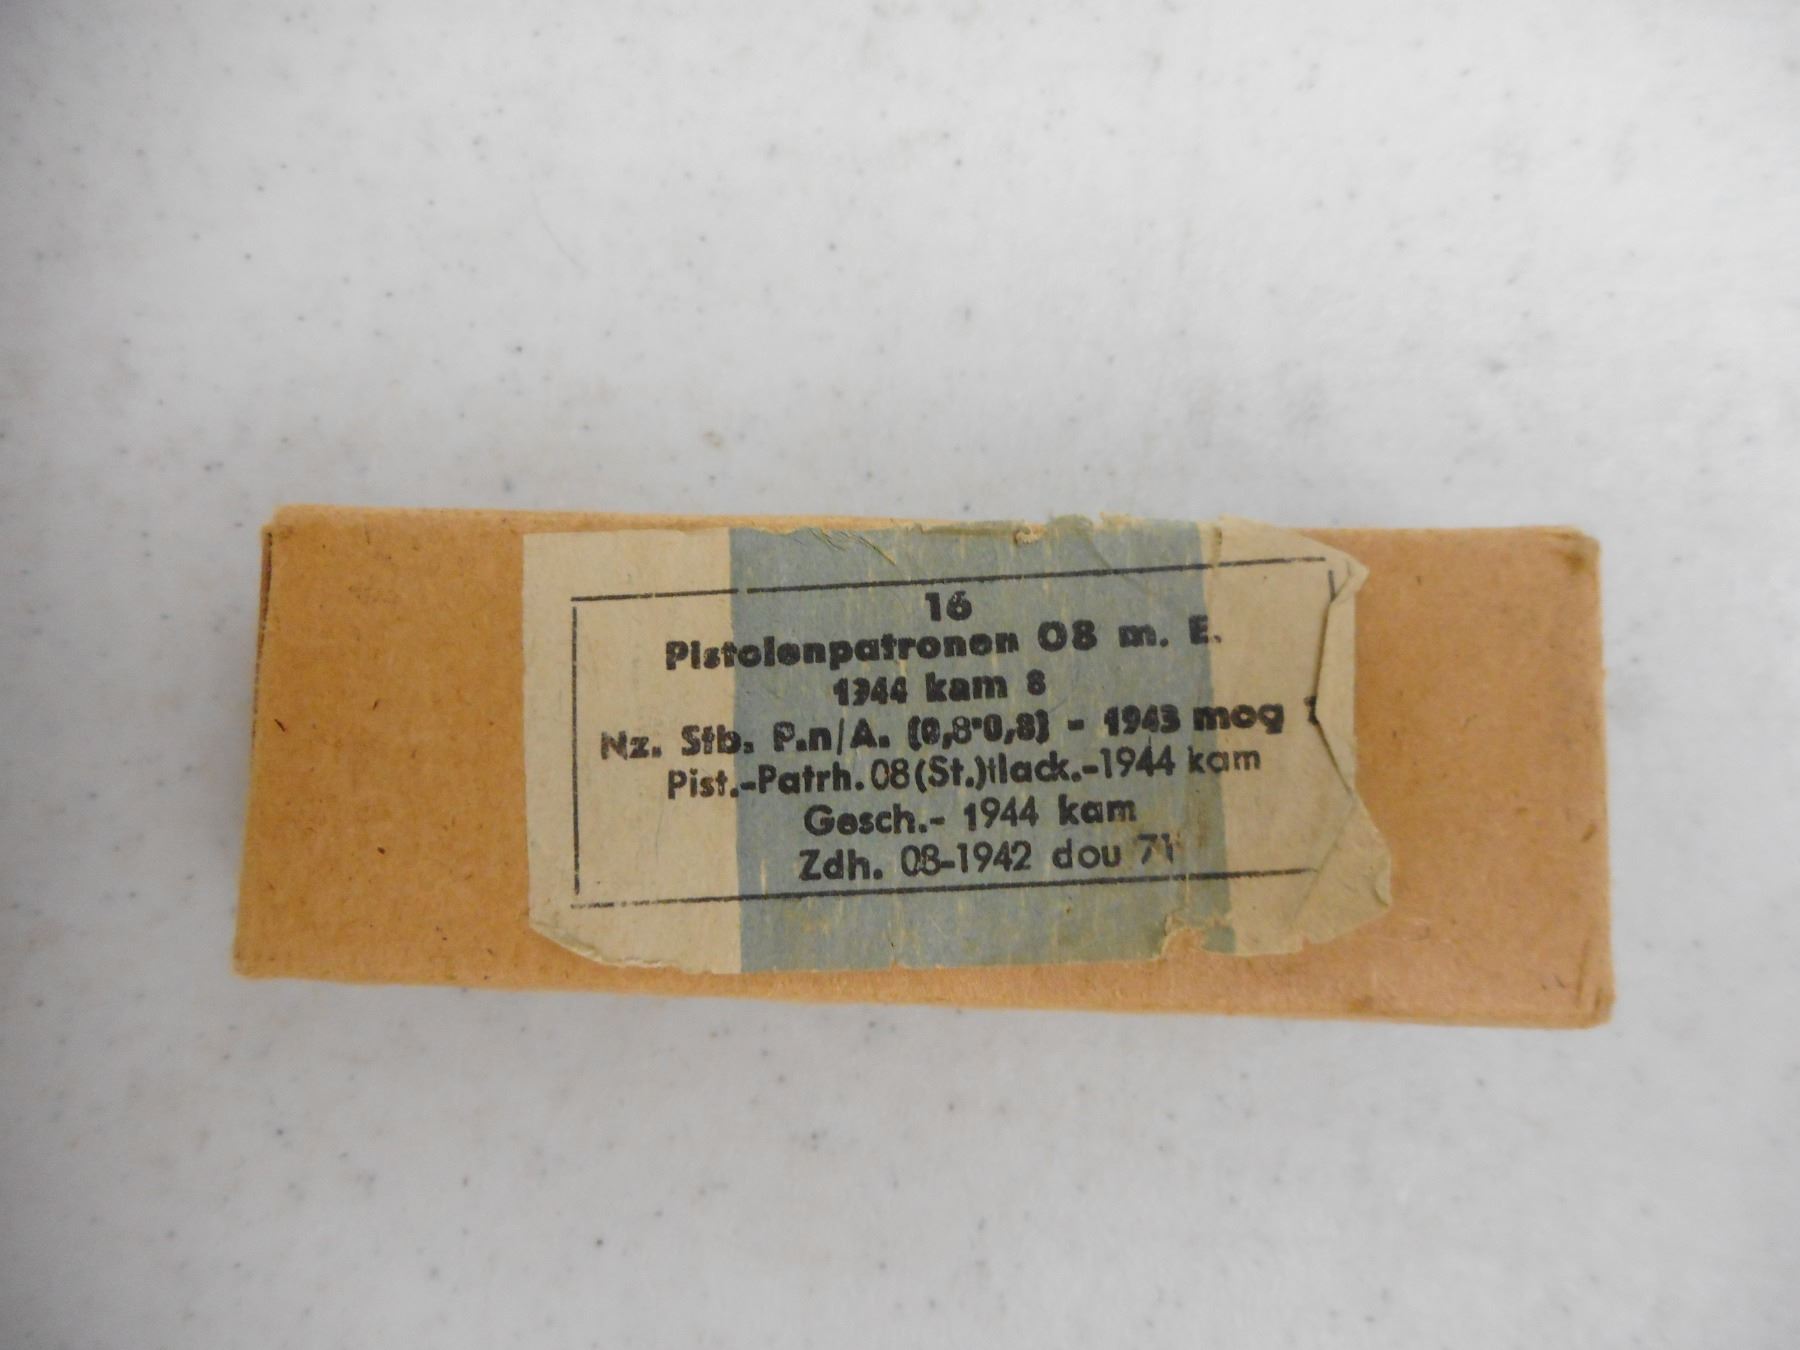 16
Pistolenpatronen 08 m. E.
1944 kam 8
Nz. Stb. P.n/A. (0,8·0,8) - 1943 mog
Pist.-Patrh. 08 (St.) lack.-1944 kam
Gesch.- 1944 kam
Zdh. 08-1942 dou 71